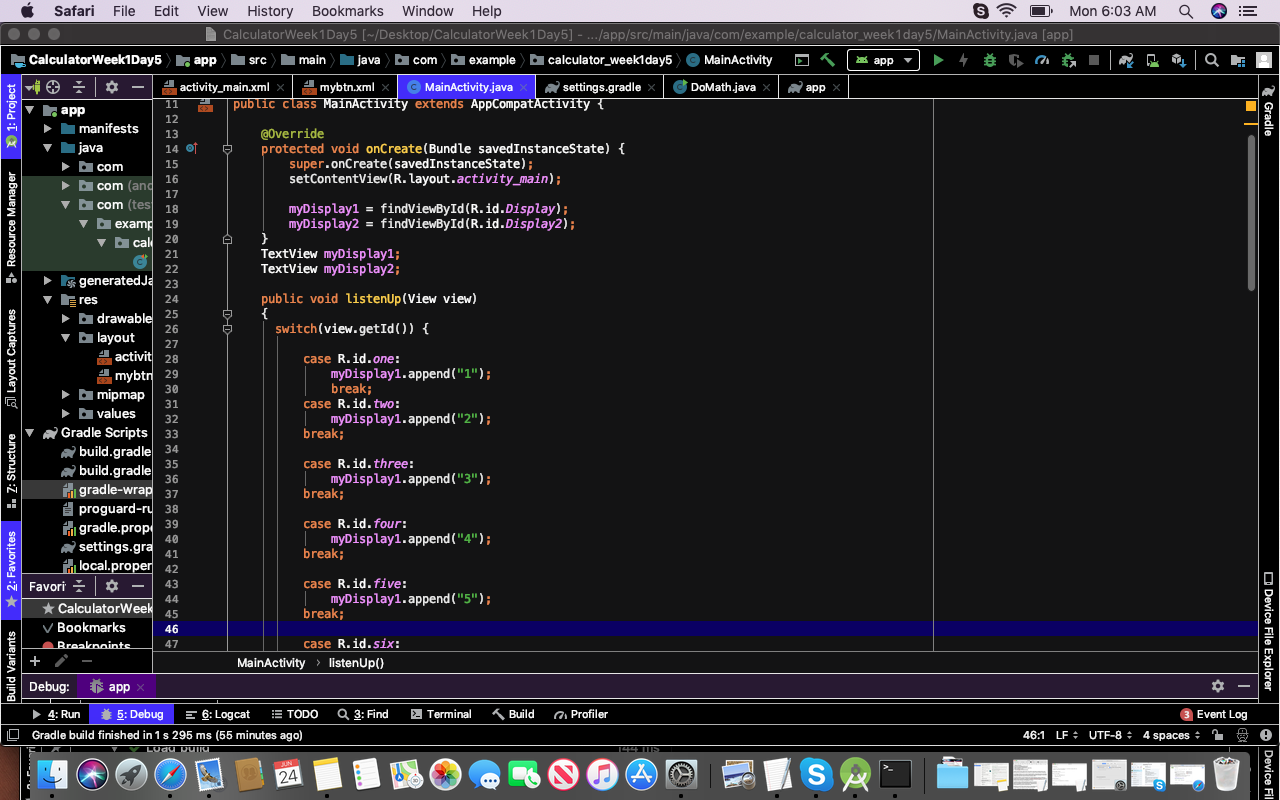 Safari File Edit View History Bookmarks Window Help Mon 6:03 AM
CalculatorWeek1Day5 [~/Desktop/CalculatorWeek1Day5] - .../app/src/main/java/com/example/calculator_week1day5/MainActivity.java [app]
CalculatorWeek1Day5 app src main java com example calculator_week1day5 MainActivity app
activity_main.xml mybtn.xml MainActivity.java settings.gradle DoMath.java app
1: Project
Resource Manager
Layout Captures
Z: Structure
2: Favorites
Build Variants
app
manifests
java
com
com (and
com (tes
examp
calc
generatedJa
res
drawable
layout
activit
mybtn
mipmap
values
Gradle Scripts
build.gradle
build.gradle
gradle-wrap
proguard-ru
gradle.prope
settings.gra
local.proper
Favori
CalculatorWeek
Bookmarks
Breakpoints
11 public class MainActivity extends AppCompatActivity {
12
13 @Override
14 protected void onCreate(Bundle savedInstanceState) {
15 super.onCreate(savedInstanceState);
16 setContentView(R.layout.activity_main);
17
18 myDisplay1 = findViewById(R.id.Display);
19 myDisplay2 = findViewById(R.id.Display2);
20 }
21 TextView myDisplay1;
22 TextView myDisplay2;
23
24 public void listenUp(View view)
25 {
26 switch(view.getId()) {
27
28 case R.id.one:
29 myDisplay1.append("1");
30 break;
31 case R.id.two:
32 myDisplay1.append("2");
33 break;
34
35 case R.id.three:
36 myDisplay1.append("3");
37 break;
38
39 case R.id.four:
40 myDisplay1.append("4");
41 break;
42
43 case R.id.five:
44 myDisplay1.append("5");
45 break;
46
47 case R.id.six:
MainActivity › listenUp()
Gradle
Device File Explorer
Debug: app
4: Run 5: Debug 6: Logcat TODO 3: Find Terminal Build Profiler 3 Event Log
Gradle build finished in 1 s 295 ms (55 minutes ago) 46:1 LF UTF-8 4 spaces
Load build 144 ms
JUN
24
Device Fil